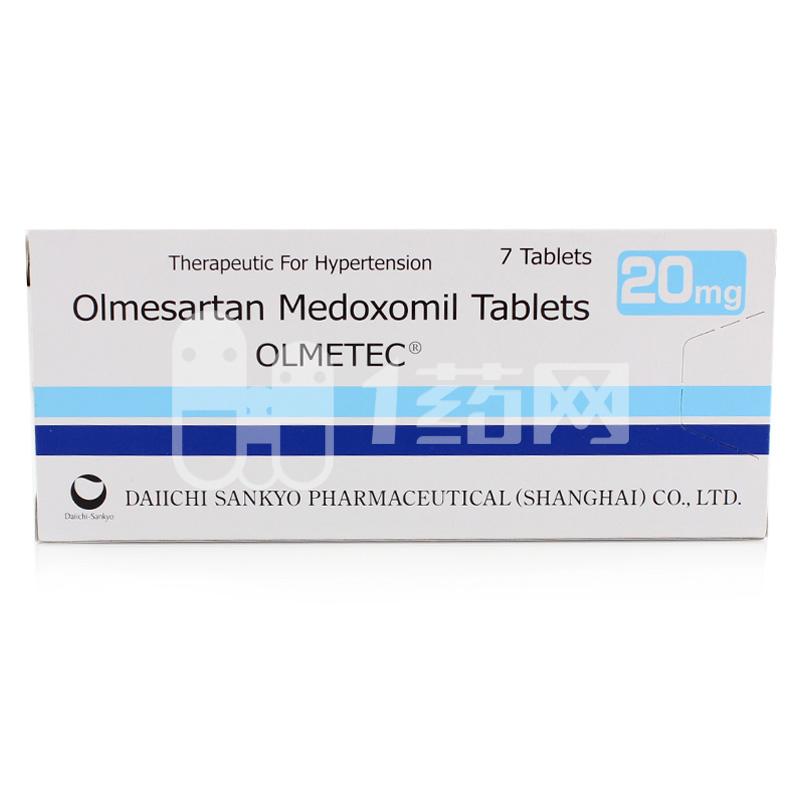 Therapeutic For Hypertension
7 Tablets
20mg
Olmesartan Medoxomil Tablets
OLMETEC®
1药网
Daiichi-Sankyo
DAIICHI SANKYO PHARMACEUTICAL (SHANGHAI) CO., LTD.